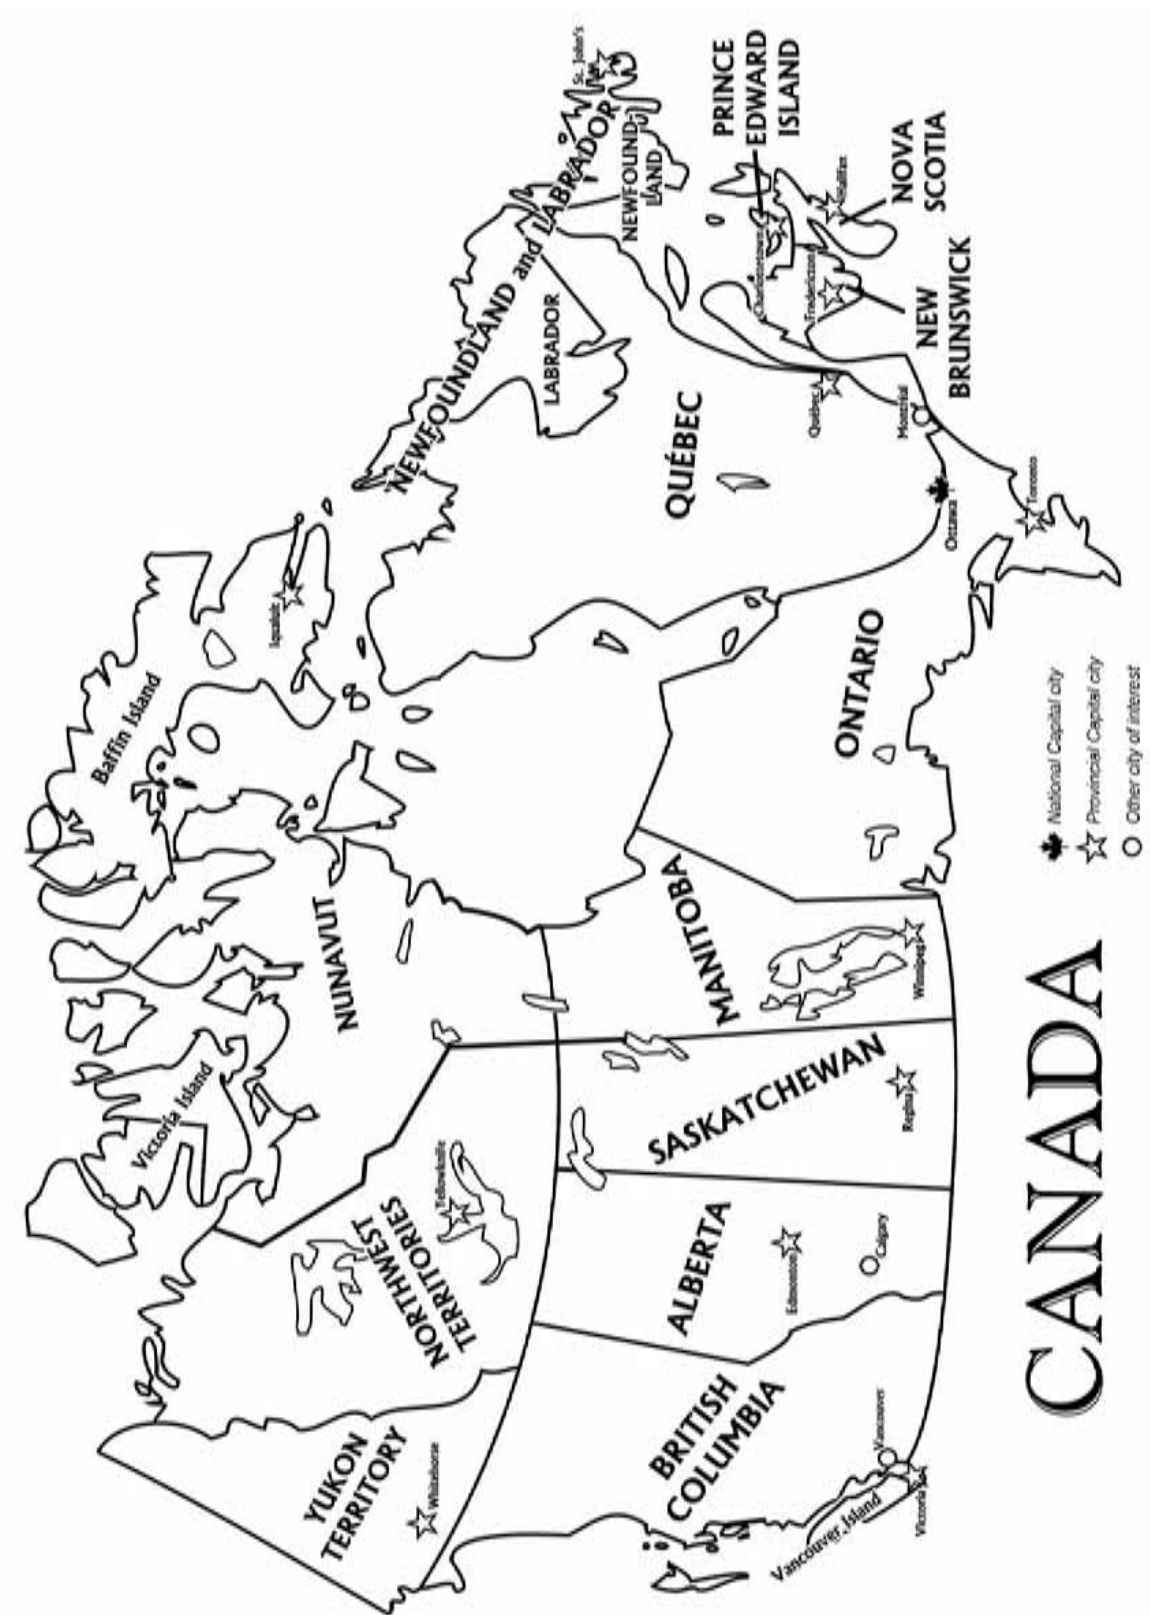 CANADA
National Capital city
Provincial Capital city
Other city of interest
YUKON
TERRITORY
Whitehorse
NORTHWEST
TERRITORIES
Yellowknife
NUNAVUT
Victoria Island
Baffin Island
Iqaluit
BRITISH
COLUMBIA
Vancouver Island
Vancouver
Victoria
ALBERTA
Edmonton
Calgary
SASKATCHEWAN
Regina
MANITOBA
Winnipeg
ONTARIO
Ottawa
Toronto
QUÉBEC
Québec
Montréal
NEWFOUNDLAND and LABRADOR
LABRADOR
NEWFOUND-
LAND
St. John's
PRINCE
EDWARD
ISLAND
Charlottetown
NEW
BRUNSWICK
Fredericton
NOVA
SCOTIA
Halifax